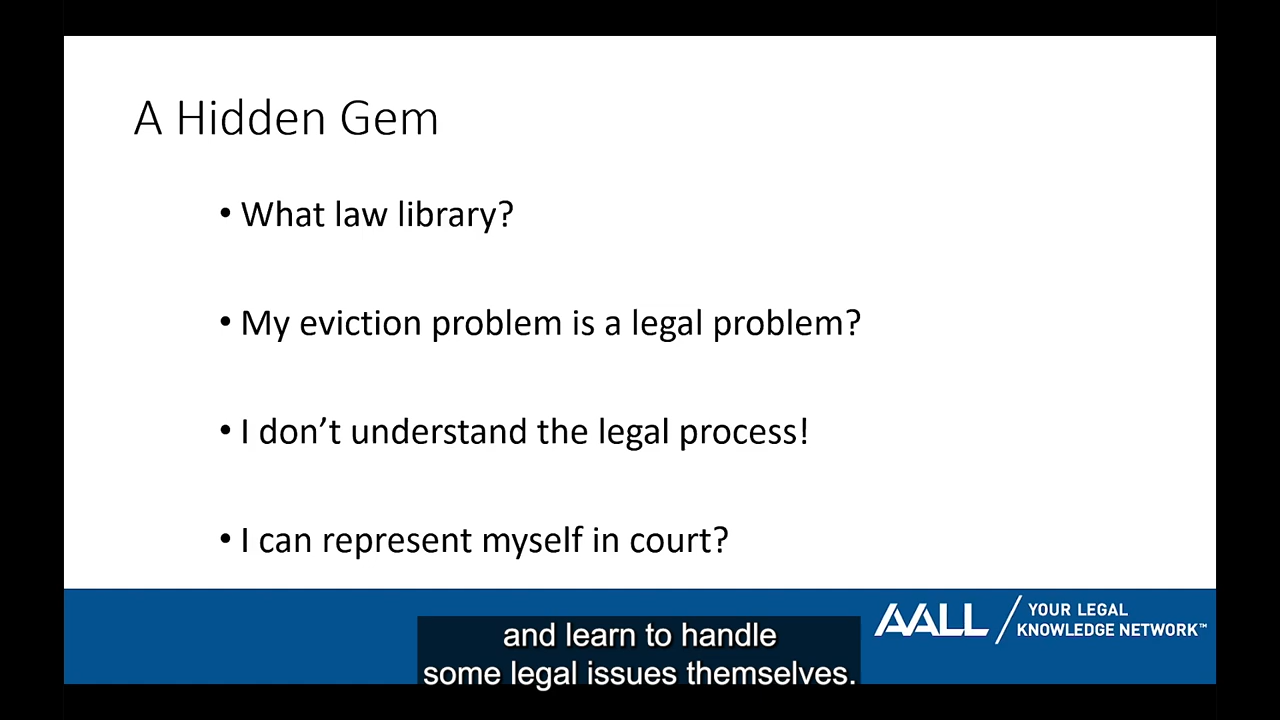 A Hidden Gem
• What law library?
• My eviction problem is a legal problem?
• I don’t understand the legal process!
• I can represent myself in court?
AALL
YOUR LEGAL
KNOWLEDGE NETWORK™
and learn to handle
some legal issues themselves.